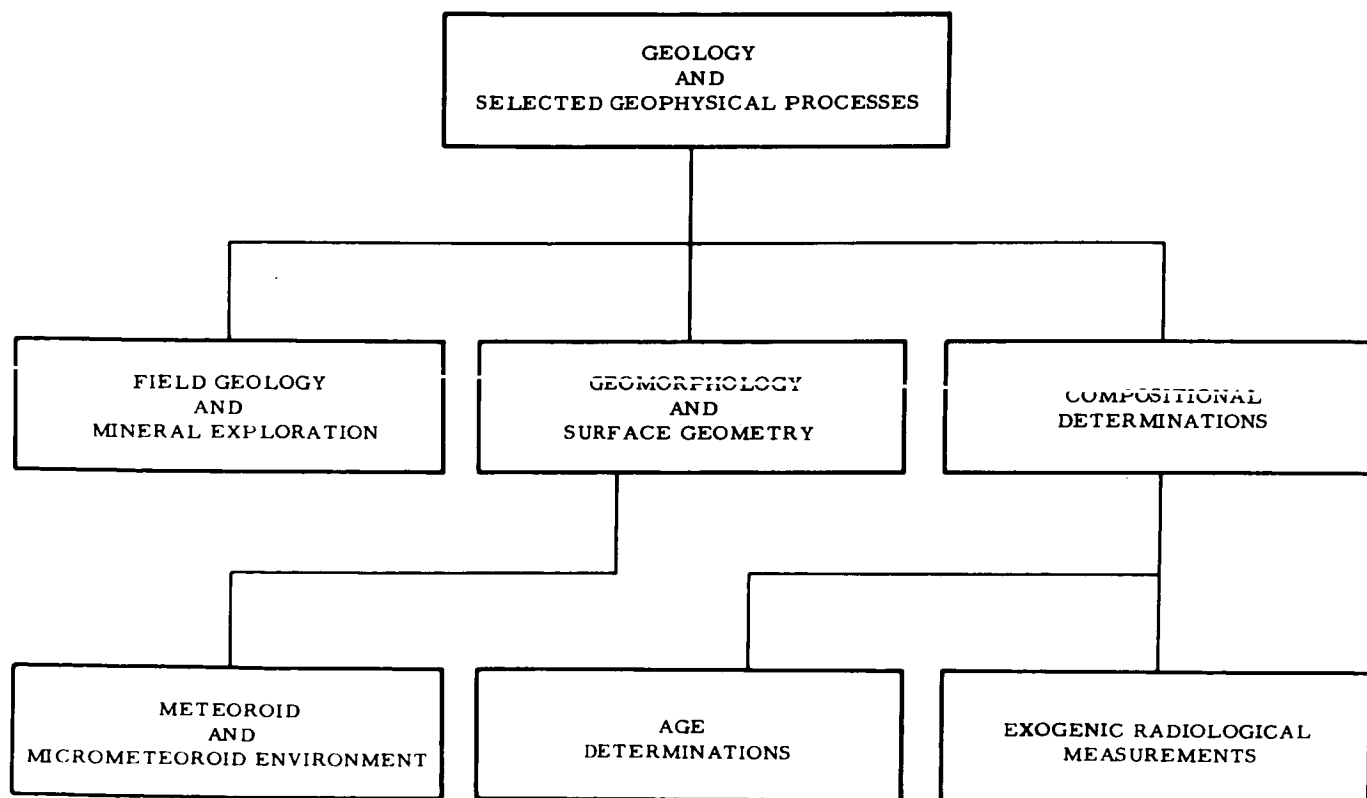 GEOLOGY
AND
SELECTED GEOPHYSICAL PROCESSES
FIELD GEOLOGY
AND
MINERAL EXPLORATION
GEOMORPHOLOGY
AND
SURFACE GEOMETRY
COMPOSITIONAL
DETERMINATIONS
METEOROID
AND
MICROMETEOROID ENVIRONMENT
AGE
DETERMINATIONS
EXOGENIC RADIOLOGICAL
MEASUREMENTS